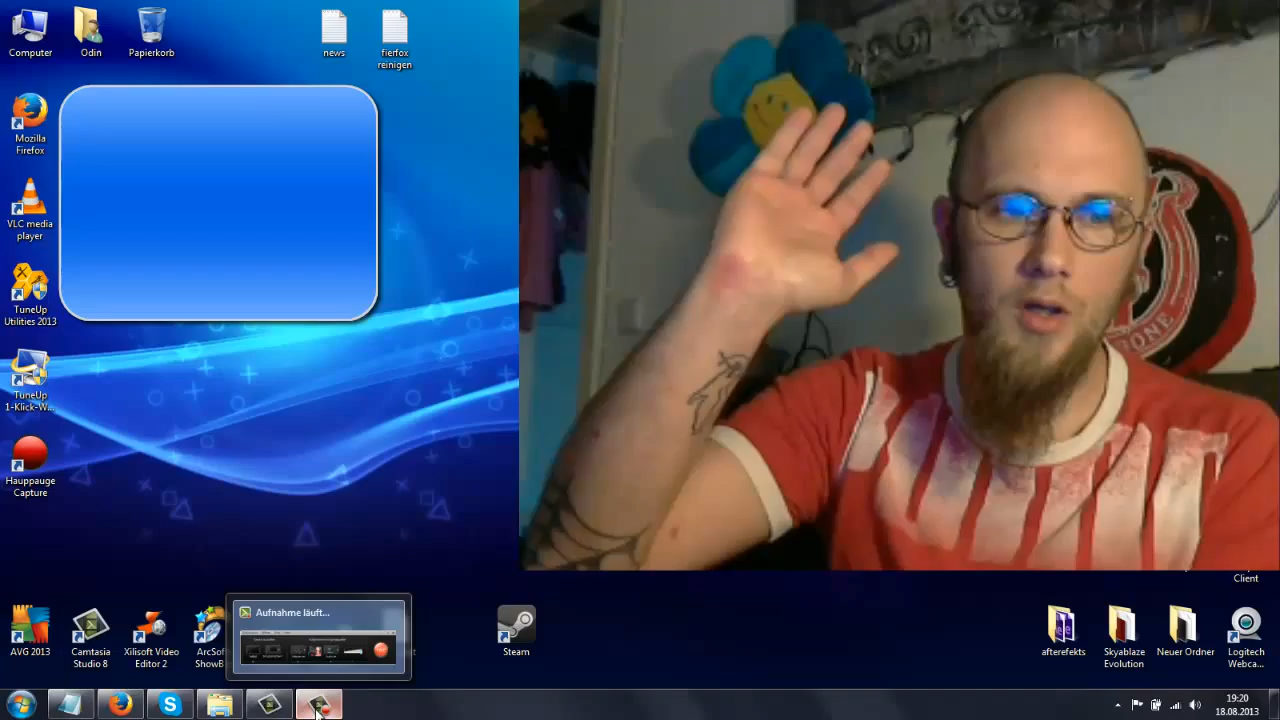 Computer
Odin
Papierkorb
news
fierfox
reinigen
Mozilla
Firefox
VLC media
player
TuneUp
Utilities 2013
TuneUp
1-Klick-W...
Hauppauge
Capture
Client
Aufnahme läuft...
AVG 2013
Camtasia
Studio 8
Xilisoft Video
Editor 2
ArcSoft
ShowB
Steam
afterefekts
Skyablaze
Evolution
Neuer Ordner
Logitech
Webca...
19:20
18.08.2013